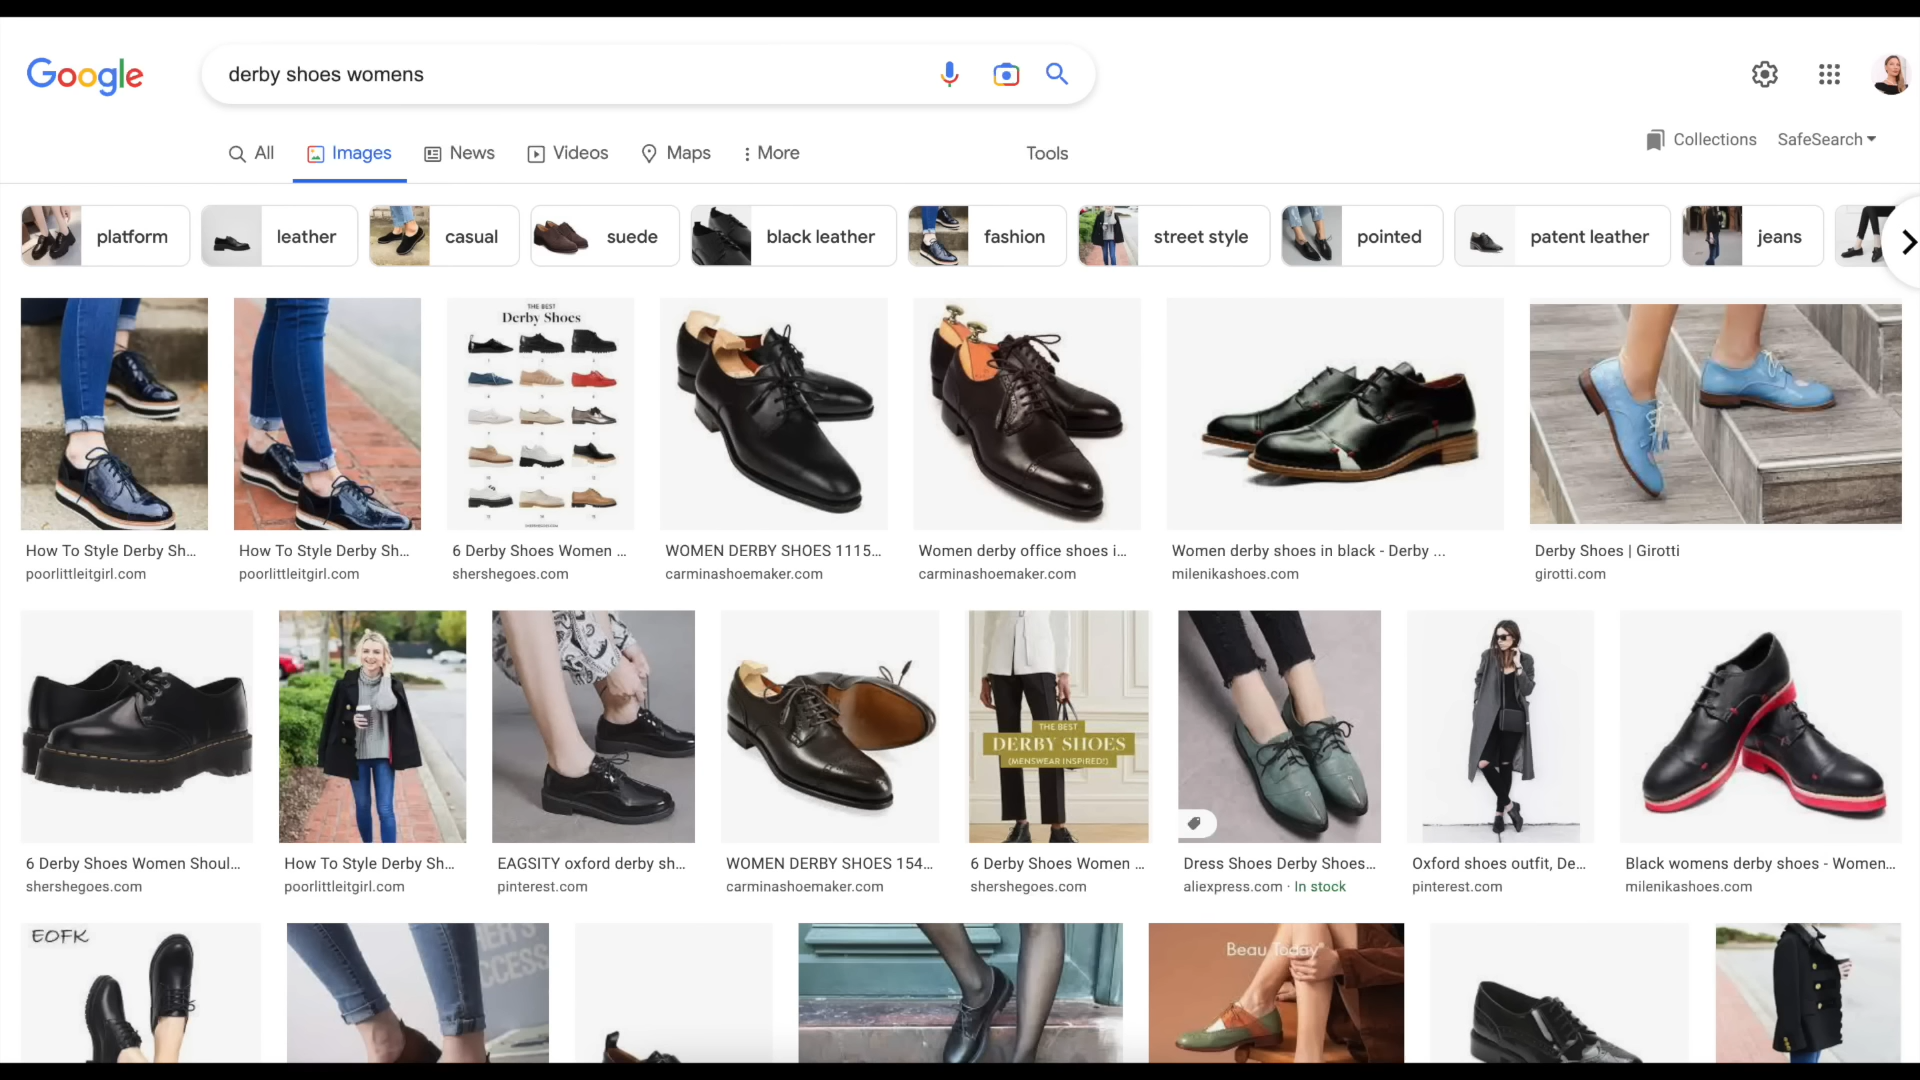 Google
derby shoes womens
All
Images
News
Videos
Maps
More
Tools
Collections
SafeSearch
platform
leather
casual
suede
black leather
fashion
street style
pointed
patent leather
jeans
THE BEST
Derby Shoes
How To Style Derby Sh...
poorlittleitgirl.com
How To Style Derby Sh...
poorlittleitgirl.com
6 Derby Shoes Women ...
shershegoes.com
WOMEN DERBY SHOES 1115...
carminashoemaker.com
Women derby office shoes i...
carminashoemaker.com
Women derby shoes in black - Derby ...
milenikashoes.com
Derby Shoes | Girotti
girotti.com
THE BEST
DERBY SHOES
(MENSWEAR INSPIRED!)
6 Derby Shoes Women Shoul...
shershegoes.com
How To Style Derby Sh...
poorlittleitgirl.com
EAGSITY oxford derby sh...
pinterest.com
WOMEN DERBY SHOES 154...
carminashoemaker.com
6 Derby Shoes Women ...
shershegoes.com
Dress Shoes Derby Shoes...
aliexpress.com · In stock
Oxford shoes outfit, De...
pinterest.com
Black womens derby shoes - Women...
milenikashoes.com
EOFK
Beau Today